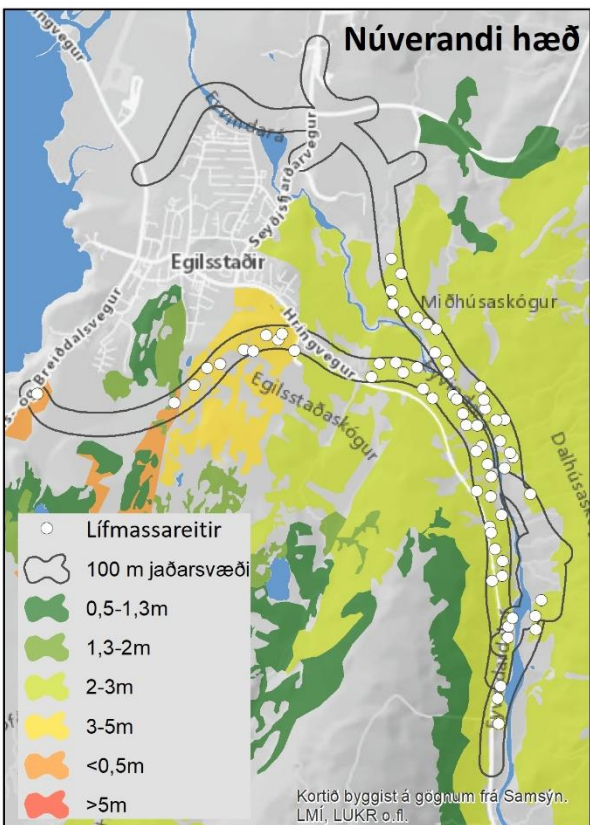 Núverandi hæð
Hringvegur
Eyvindará
Seyðisfjarðarvegur
Egilsstaðir
Miðhúsaskógur
Hringvegur
Egilsstaðaskógur
Lífmassareitir
100 m jaðarsvæði
0,5-1,3m
1,3-2m
2-3m
3-5m
<0,5m
>5m
Kortið byggist á gögnum frá Samsýn.
LMÍ, LUKR o.fl.